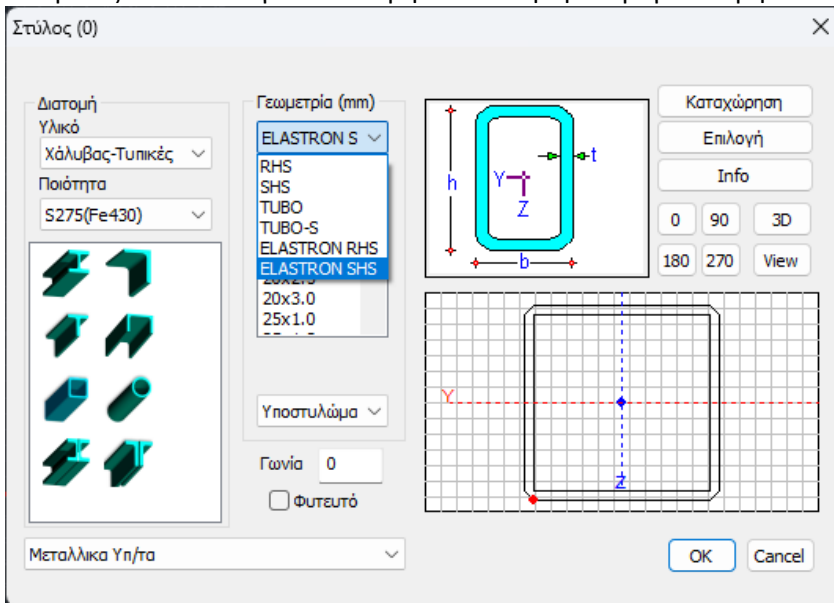 Στύλος (0)
Διατομή
Υλικό
Χάλυβας-Τυπικές
Ποιότητα
S275(Fe430)
Μεταλλικα Υπ/τα
Γεωμετρία (mm)
ELASTRON S
RHS
SHS
TUBO
TUBO-S
ELASTRON RHS
ELASTRON SHS
20x3.0
25x1.0
Υποστυλώμα
Γωνία 0
Φυτευτό
h
Y
Z
t
b
Y
Z
Καταχώρηση
Επιλογή
Info
0 90 3D
180 270 View
OK Cancel